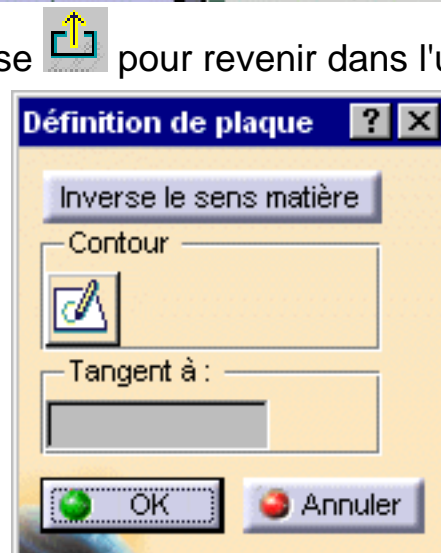 se pour revenir dans l'u
Définition de plaque ? X
Inverse le sens matière
Contour
Tangent à :
OK Annuler